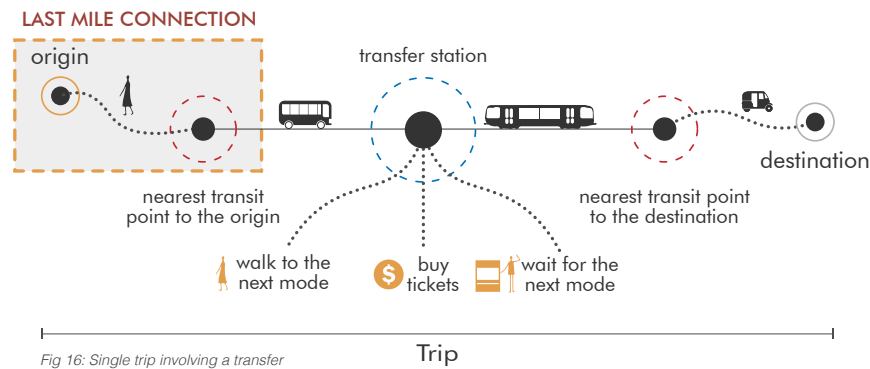 LAST MILE CONNECTION
origin
transfer station
destination
nearest transit
point to the origin
nearest transit point
to the destination
walk to the
next mode
$
buy
tickets
wait for the
next mode
Trip
Fig 16: Single trip involving a transfer